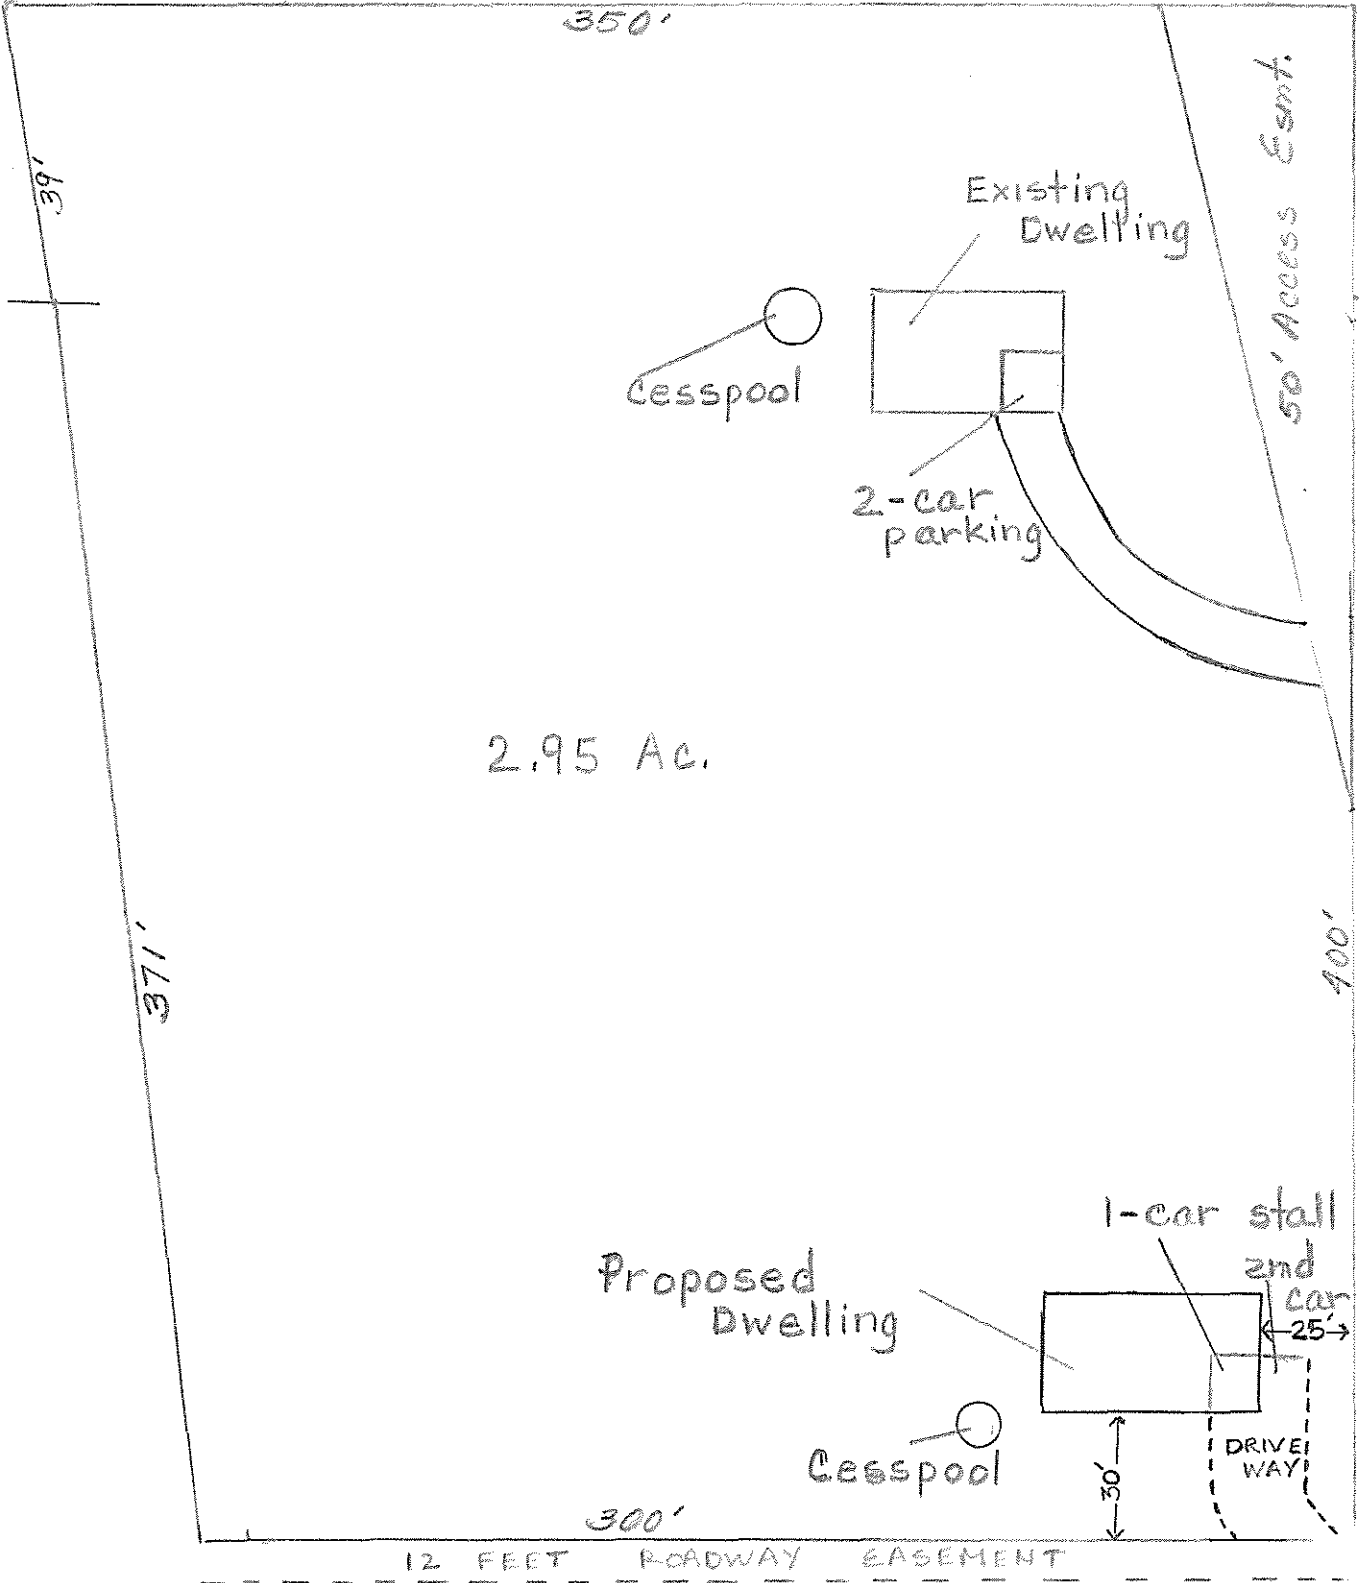 350'
50' Access Esmt.
39'
Existing
Dwelling
Cesspool
2-car
parking
2.95 Ac.
371'
400'
1-car stall
2nd
car
25'
Proposed
Dwelling
Cesspool
30'
DRIVE
WAY
300'
12 FEET ROADWAY EASEMENT